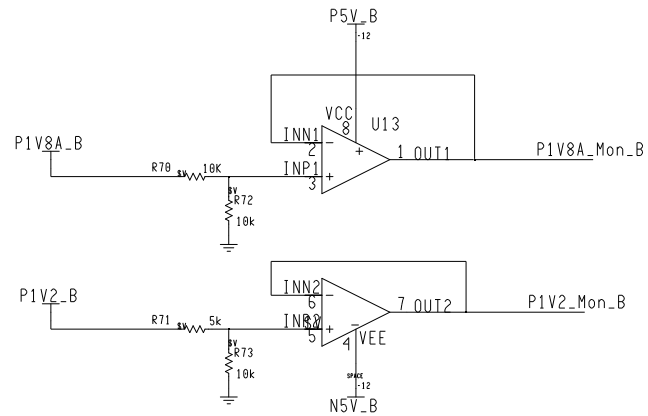 P5V_B
-12
VCC
8
U13
INN1
2
P1V8A_B
1 OUT1
P1V8A_Mon_B
R70
10K
INP1
3
R72
10k
INN2
6
P1V2_B
7 OUT2
P1V2_Mon_B
R71
5k
5
4
VEE
R73
10k
SPACE
-12
N5V_B